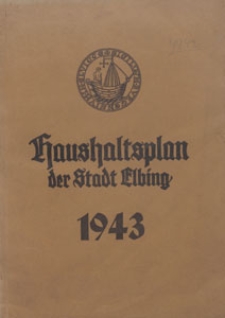 Haushaltsplan
der Stadt Elbing
1943